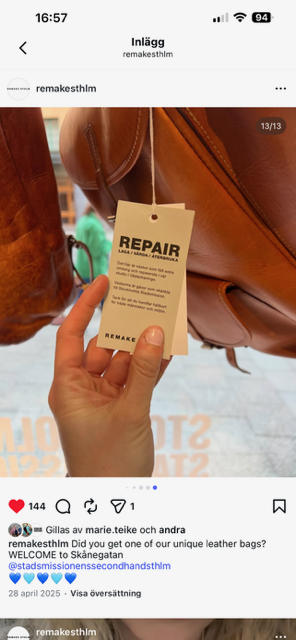 16:57
94
Inlägg
remakesthlm
remakesthlm
13/13
REPAIR
LAGA / VÅRDA / ÅTERBRUKA
REMAKE
144
1
Gillas av marie.teike och andra
remakesthlm Did you get one of our unique leather bags?
WELCOME to Skånegatan
@stadsmissionenssecondhandsthlm
28 april 2025 · Visa översättning
remakesthlm